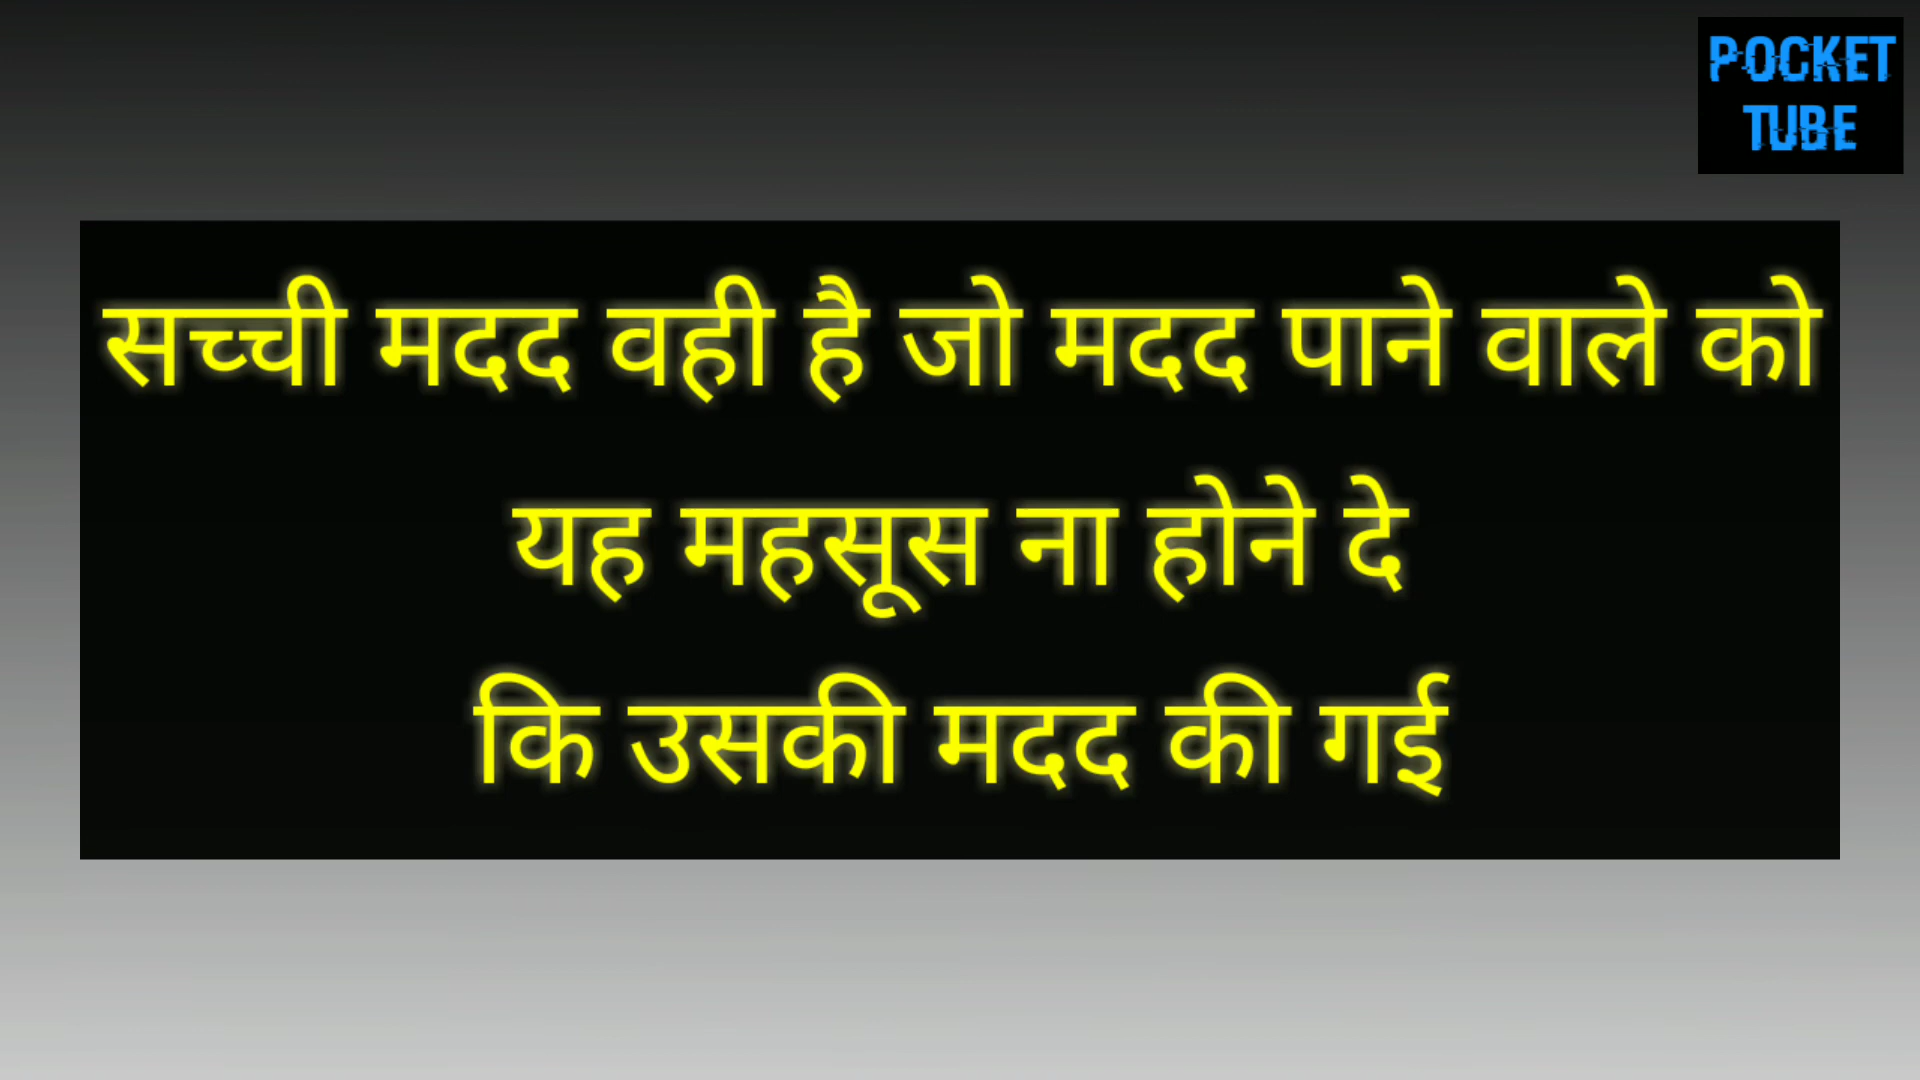 POCKET
TUBE
सच्ची मदद वही है जो मदद पाने वाले को
यह महसूस ना होने दे
कि उसकी मदद की गई